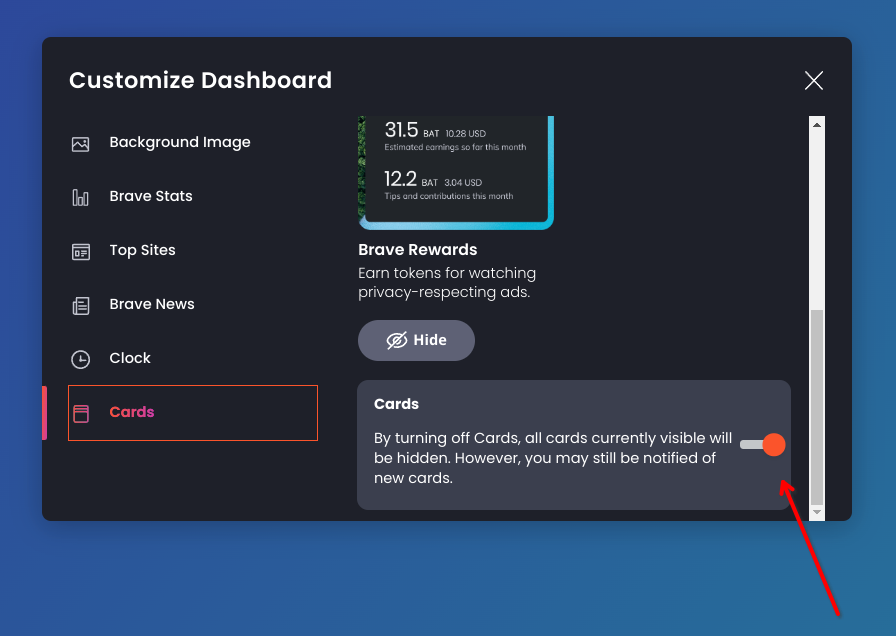 Customize Dashboard
Background Image
Brave Stats
Top Sites
Brave News
Clock
Cards
31.5 BAT 10.28 USD
Estimated earnings so far this month
12.2 BAT 3.04 USD
Tips and contributions this month
Brave Rewards
Earn tokens for watching
privacy-respecting ads.
Hide
Cards
By turning off Cards, all cards currently visible will
be hidden. However, you may still be notified of
new cards.